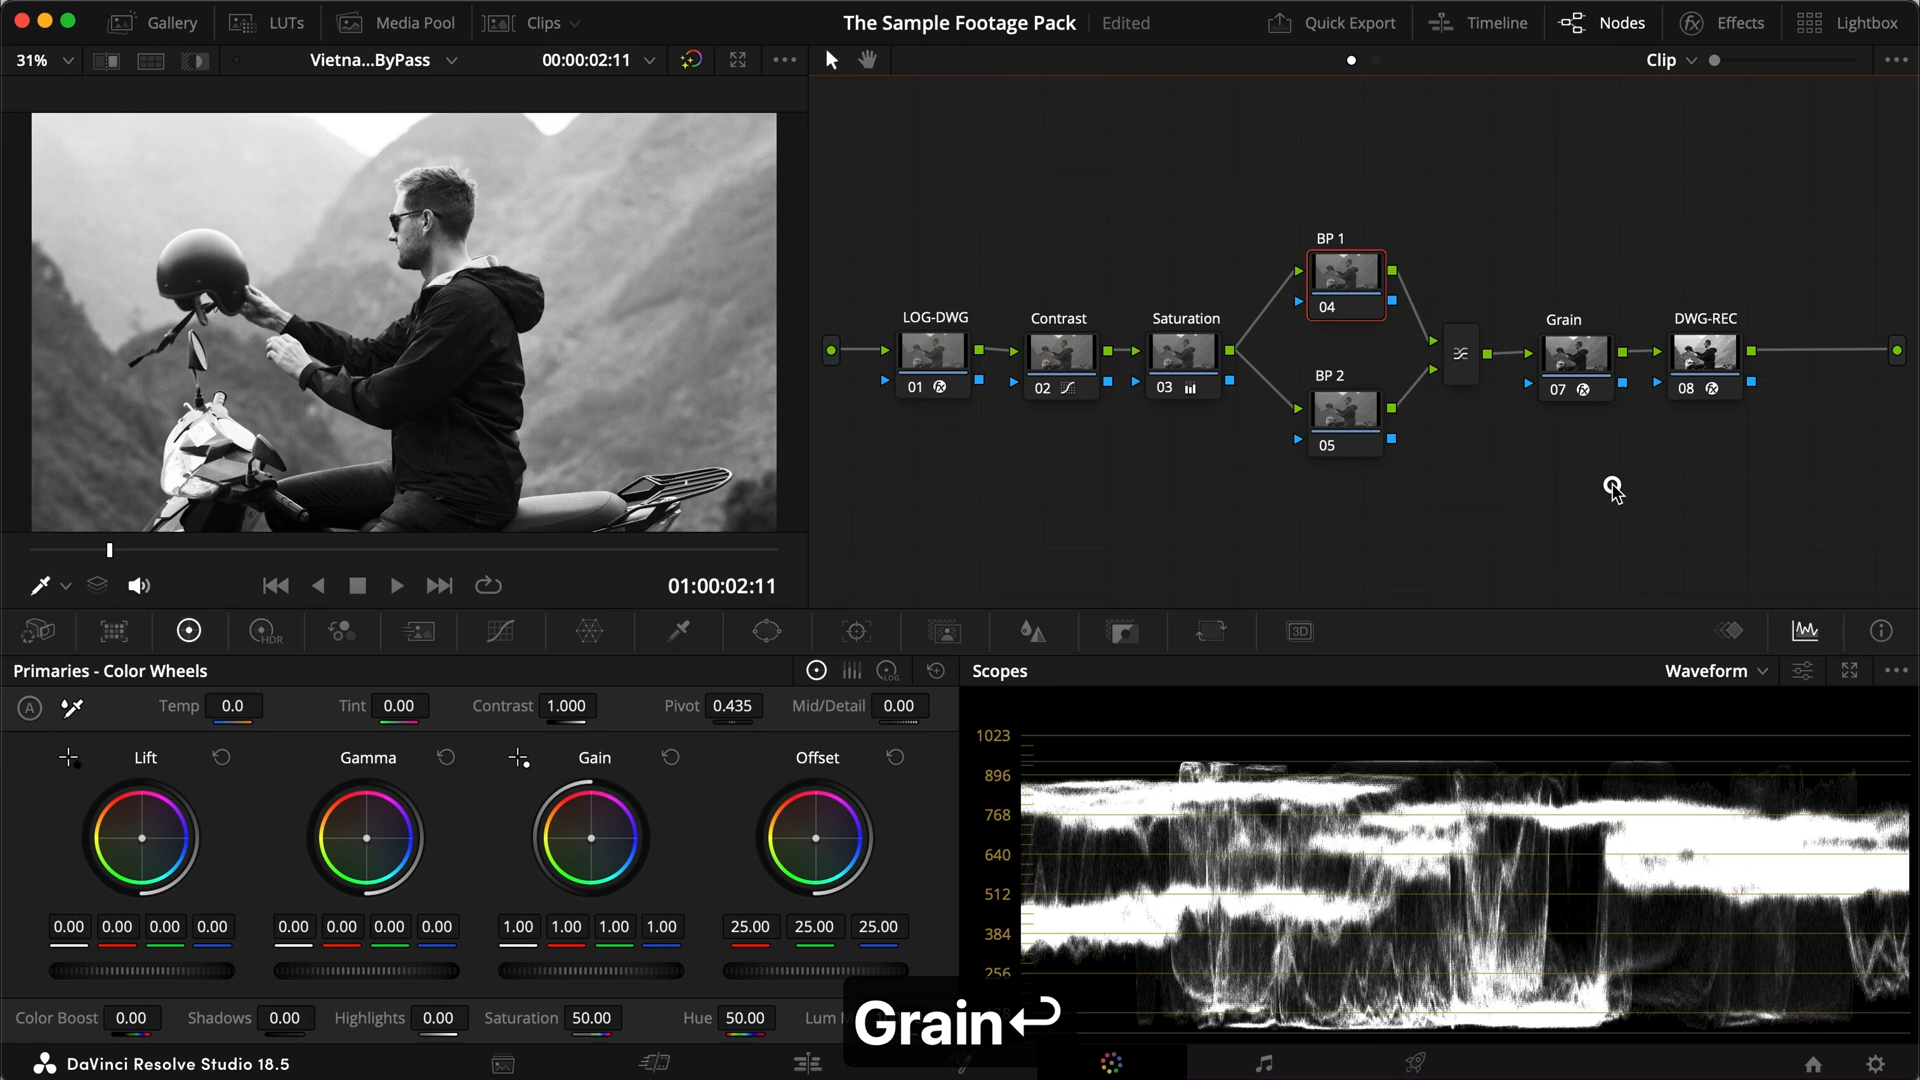 Gallery LUTs Media Pool Clips The Sample Footage Pack Edited Quick Export Timeline Nodes Effects Lightbox
31% Vietna...ByPass 00:00:02:11 Clip
BP 1
04
LOG-DWG Contrast Saturation Grain DWG-REC
01 02 03 07 08
BP 2
05
01:00:02:11
HDR 3D
Primaries - Color Wheels LOG Scopes Waveform
A Temp 0.0 Tint 0.00 Contrast 1.000 Pivot 0.435 Mid/Detail 0.00
Lift Gamma Gain Offset
1023
896
768
640
512
384
256
0.00 0.00 0.00 0.00 0.00 0.00 0.00 0.00 1.00 1.00 1.00 1.00 25.00 25.00 25.00
Color Boost 0.00 Shadows 0.00 Highlights 0.00 Saturation 50.00 Hue 50.00 Lum
Grain↩
DaVinci Resolve Studio 18.5